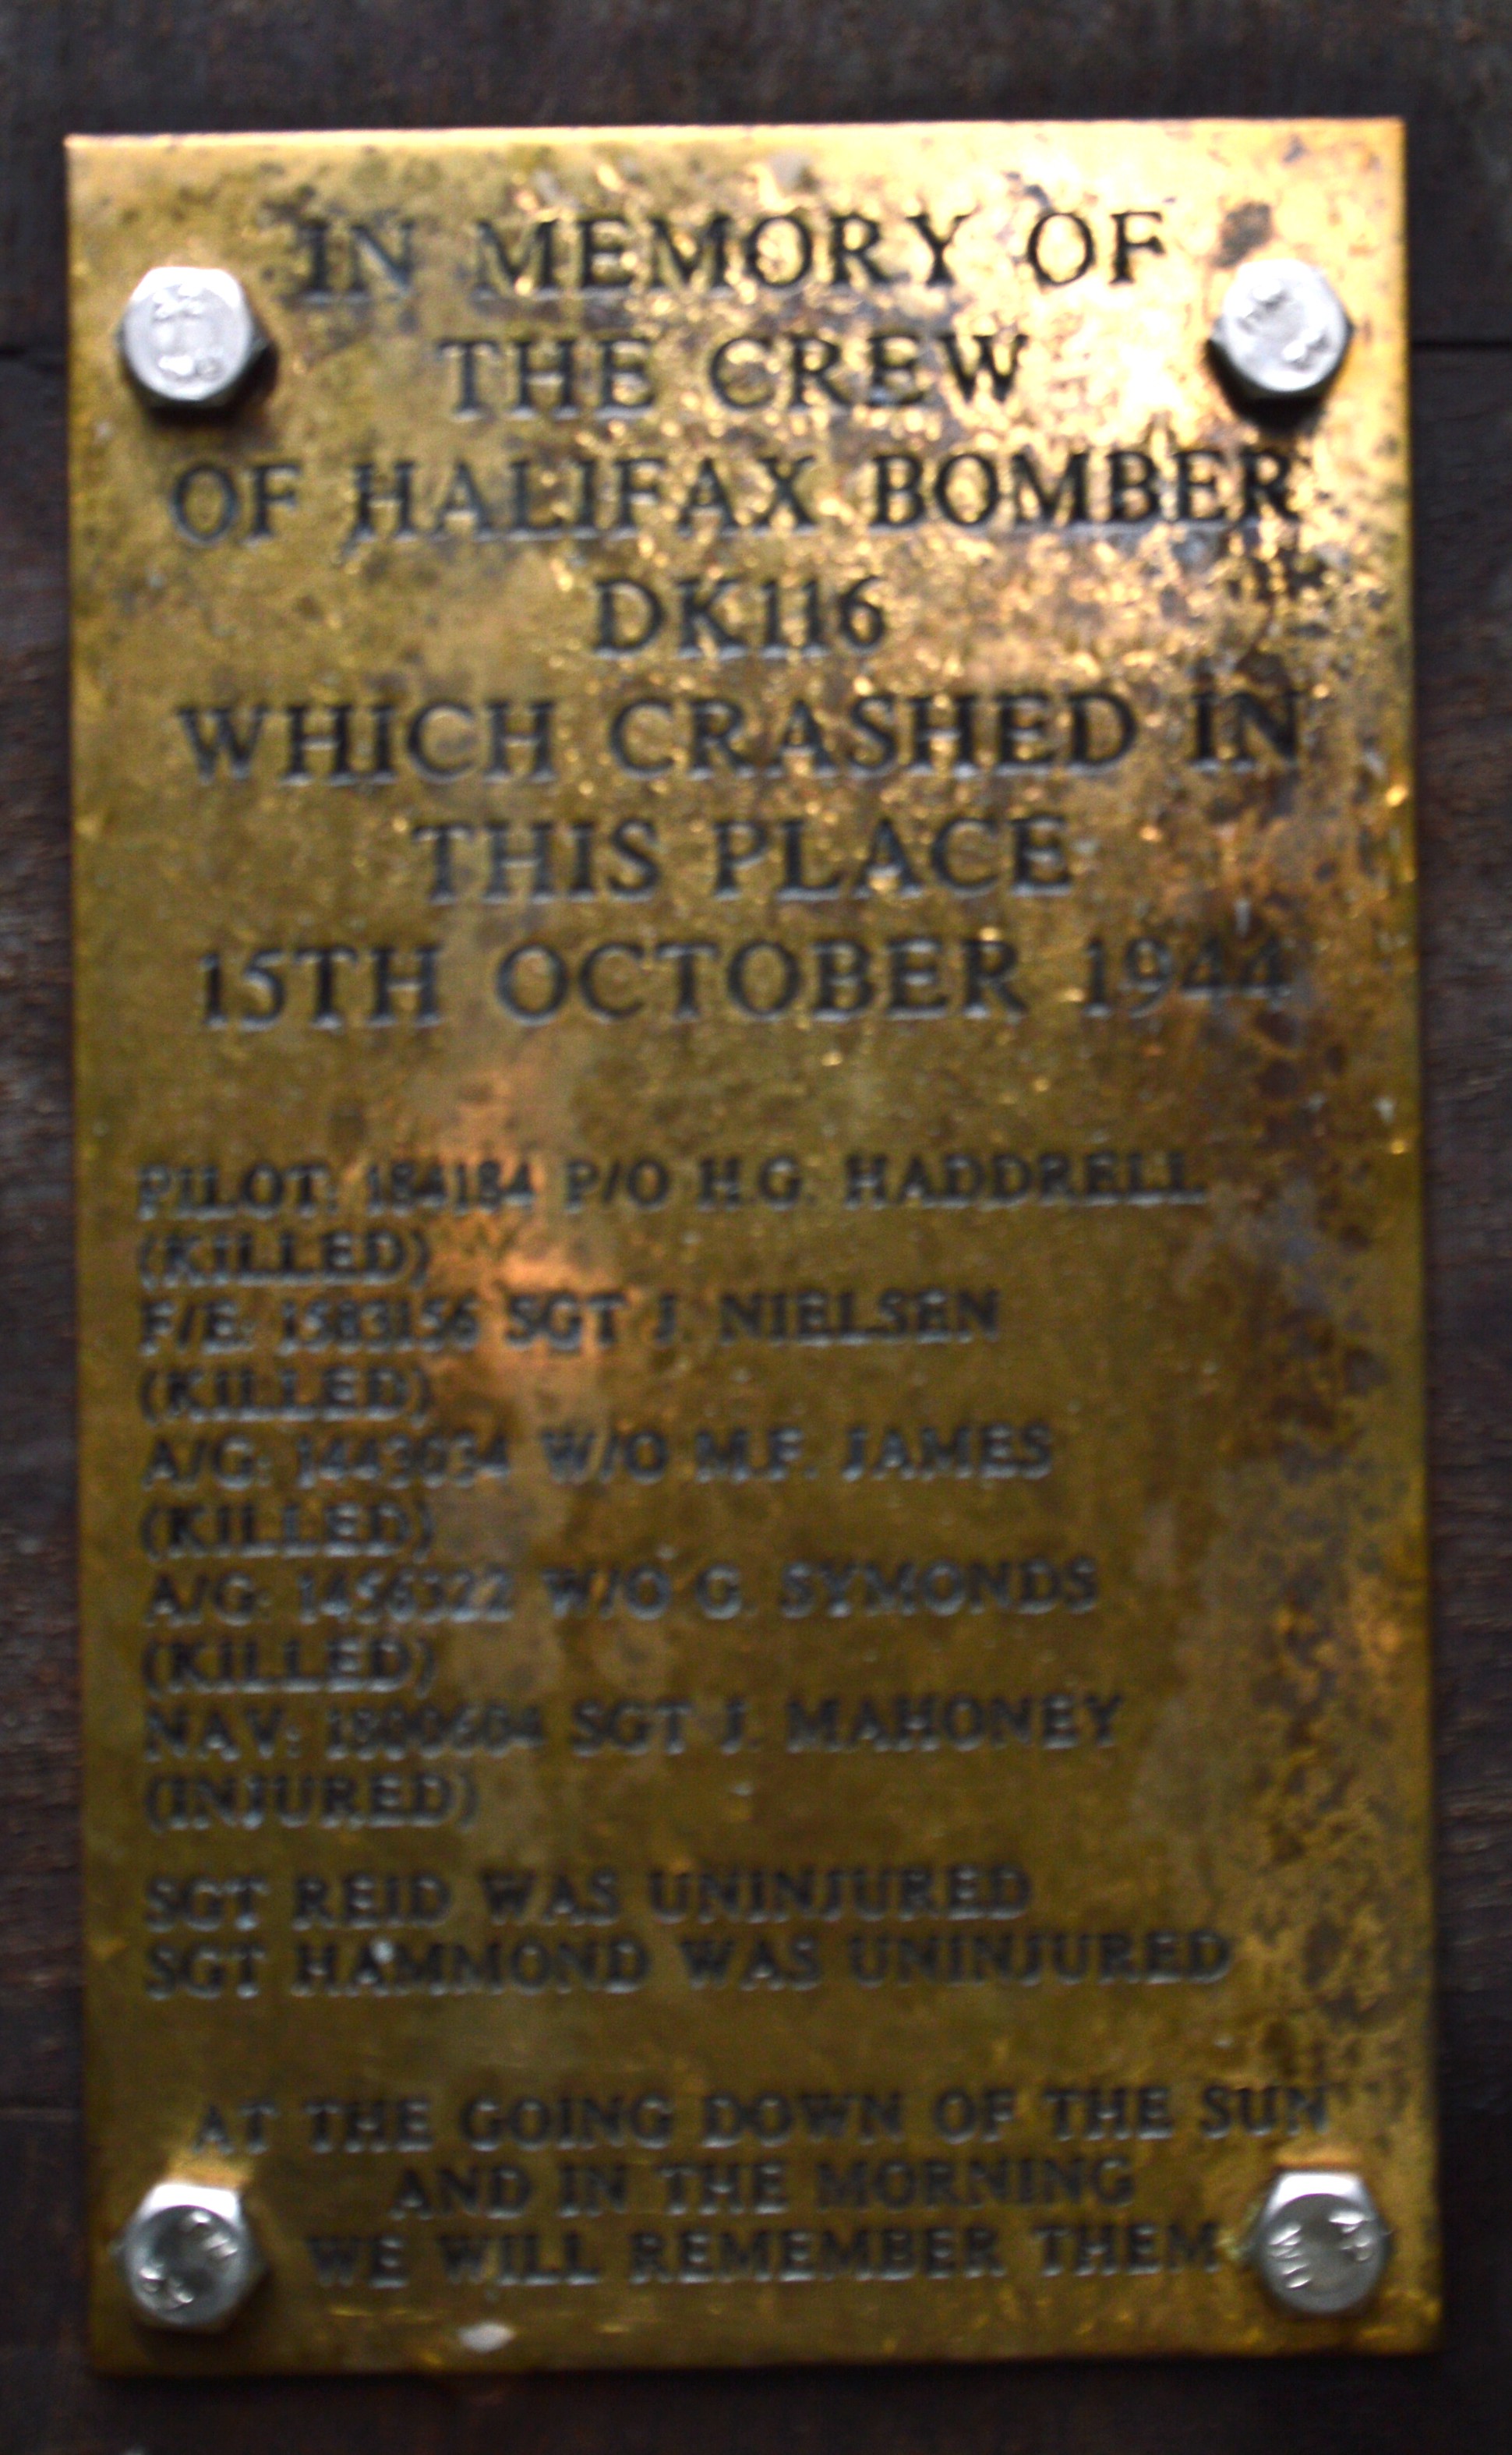 IN MEMORY OF
THE CREW
OF HALIFAX BOMBER
DK116
WHICH CRASHED IN
THIS PLACE
15TH OCTOBER 1944
PILOT: 184184 P/O H.G. HADDRELL
(KILLED)
F/E: SGT J. NIELSEN
(KILLED)
A/G: 1443034 W/O M.F. JAMES
(KILLED)
A/G: W/O G. SYMONDS
(KILLED)
NAV: SGT J. MAHONEY
(INJURED)
SGT REID WAS UNINJURED
SGT HAMMOND WAS UNINJURED
AT THE GOING DOWN OF THE SUN
AND IN THE MORNING
WE WILL REMEMBER THEM